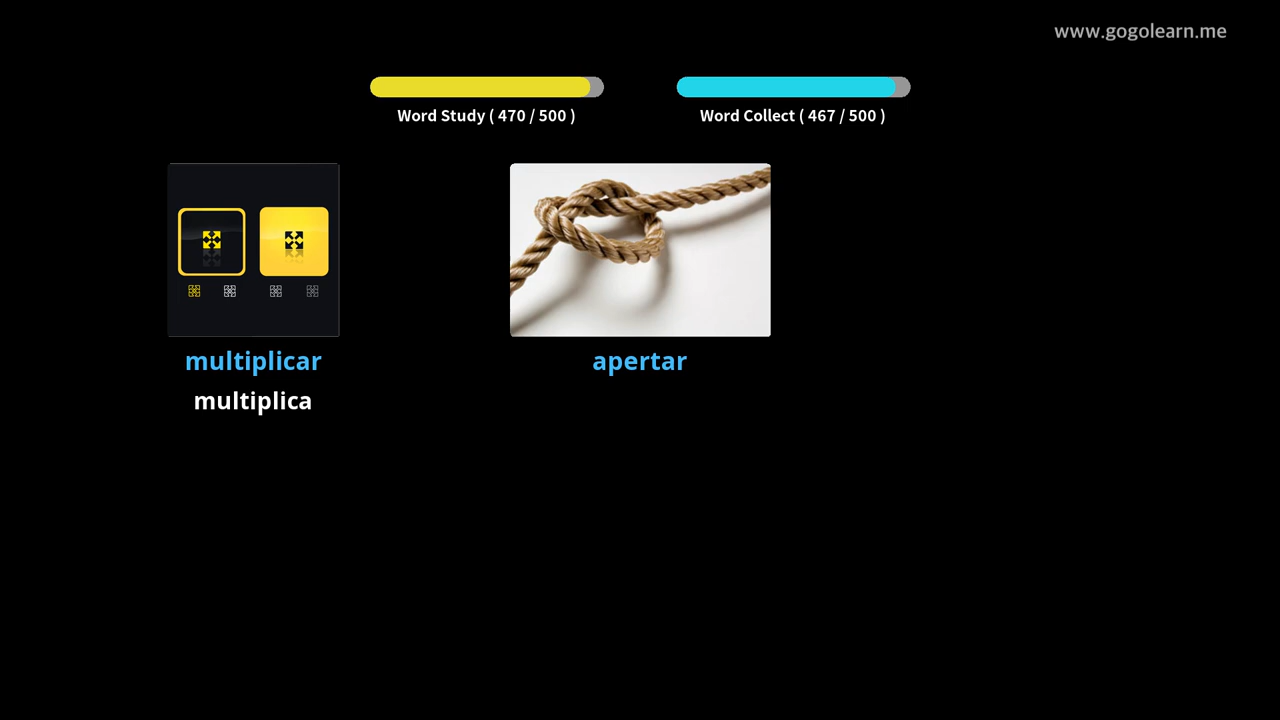 www.gogolearn.me
Word Study ( 470 / 500 )
Word Collect ( 467 / 500 )
multiplicar
apertar
multiplica